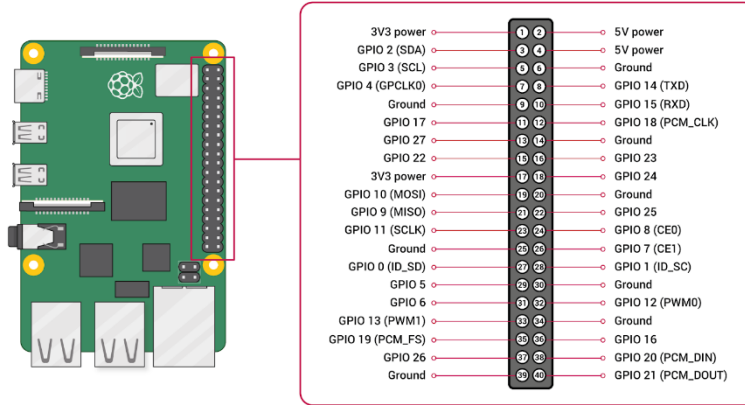 3V3 power 1 2 5V power
GPIO 2 (SDA) 3 4 5V power
GPIO 3 (SCL) 5 6 Ground
GPIO 4 (GPCLK0) 7 8 GPIO 14 (TXD)
Ground 9 10 GPIO 15 (RXD)
GPIO 17 11 12 GPIO 18 (PCM_CLK)
GPIO 27 13 14 Ground
GPIO 22 15 16 GPIO 23
3V3 power 17 18 GPIO 24
GPIO 10 (MOSI) 19 20 Ground
GPIO 9 (MISO) 21 22 GPIO 25
GPIO 11 (SCLK) 23 24 GPIO 8 (CE0)
Ground 25 26 GPIO 7 (CE1)
GPIO 0 (ID_SD) 27 28 GPIO 1 (ID_SC)
GPIO 5 29 30 Ground
GPIO 6 31 32 GPIO 12 (PWM0)
GPIO 13 (PWM1) 33 34 Ground
GPIO 19 (PCM_FS) 35 36 GPIO 16
GPIO 26 37 38 GPIO 20 (PCM_DIN)
Ground 39 40 GPIO 21 (PCM_DOUT)